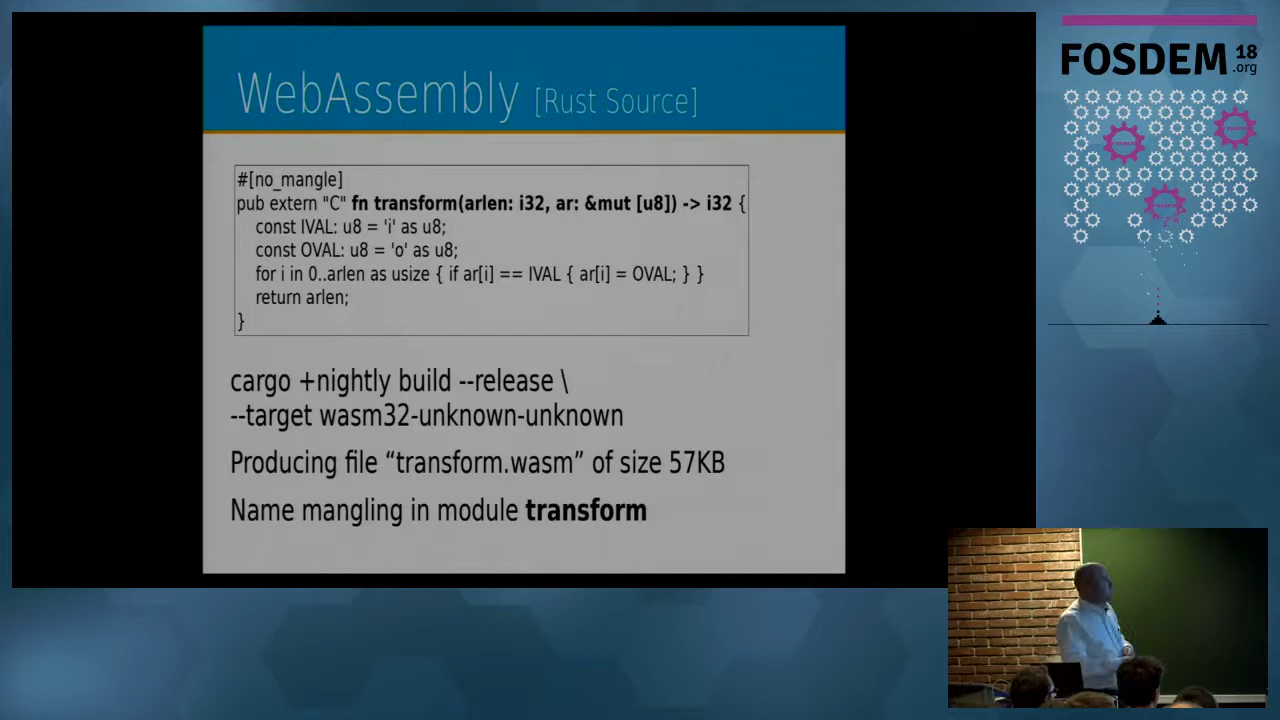 WebAssembly [Rust Source]
#[no_mangle]
pub extern "C" fn transform(arlen: i32, ar: &mut [u8]) -> i32 {
const IVAL: u8 = 'i' as u8;
const OVAL: u8 = 'o' as u8;
for i in 0..arlen as usize { if ar[i] == IVAL { ar[i] = OVAL; } }
return arlen;
}
cargo +nightly build --release \
--target wasm32-unknown-unknown
Producing file “transform.wasm” of size 57KB
Name mangling in module transform
FOSDEM 18
.org